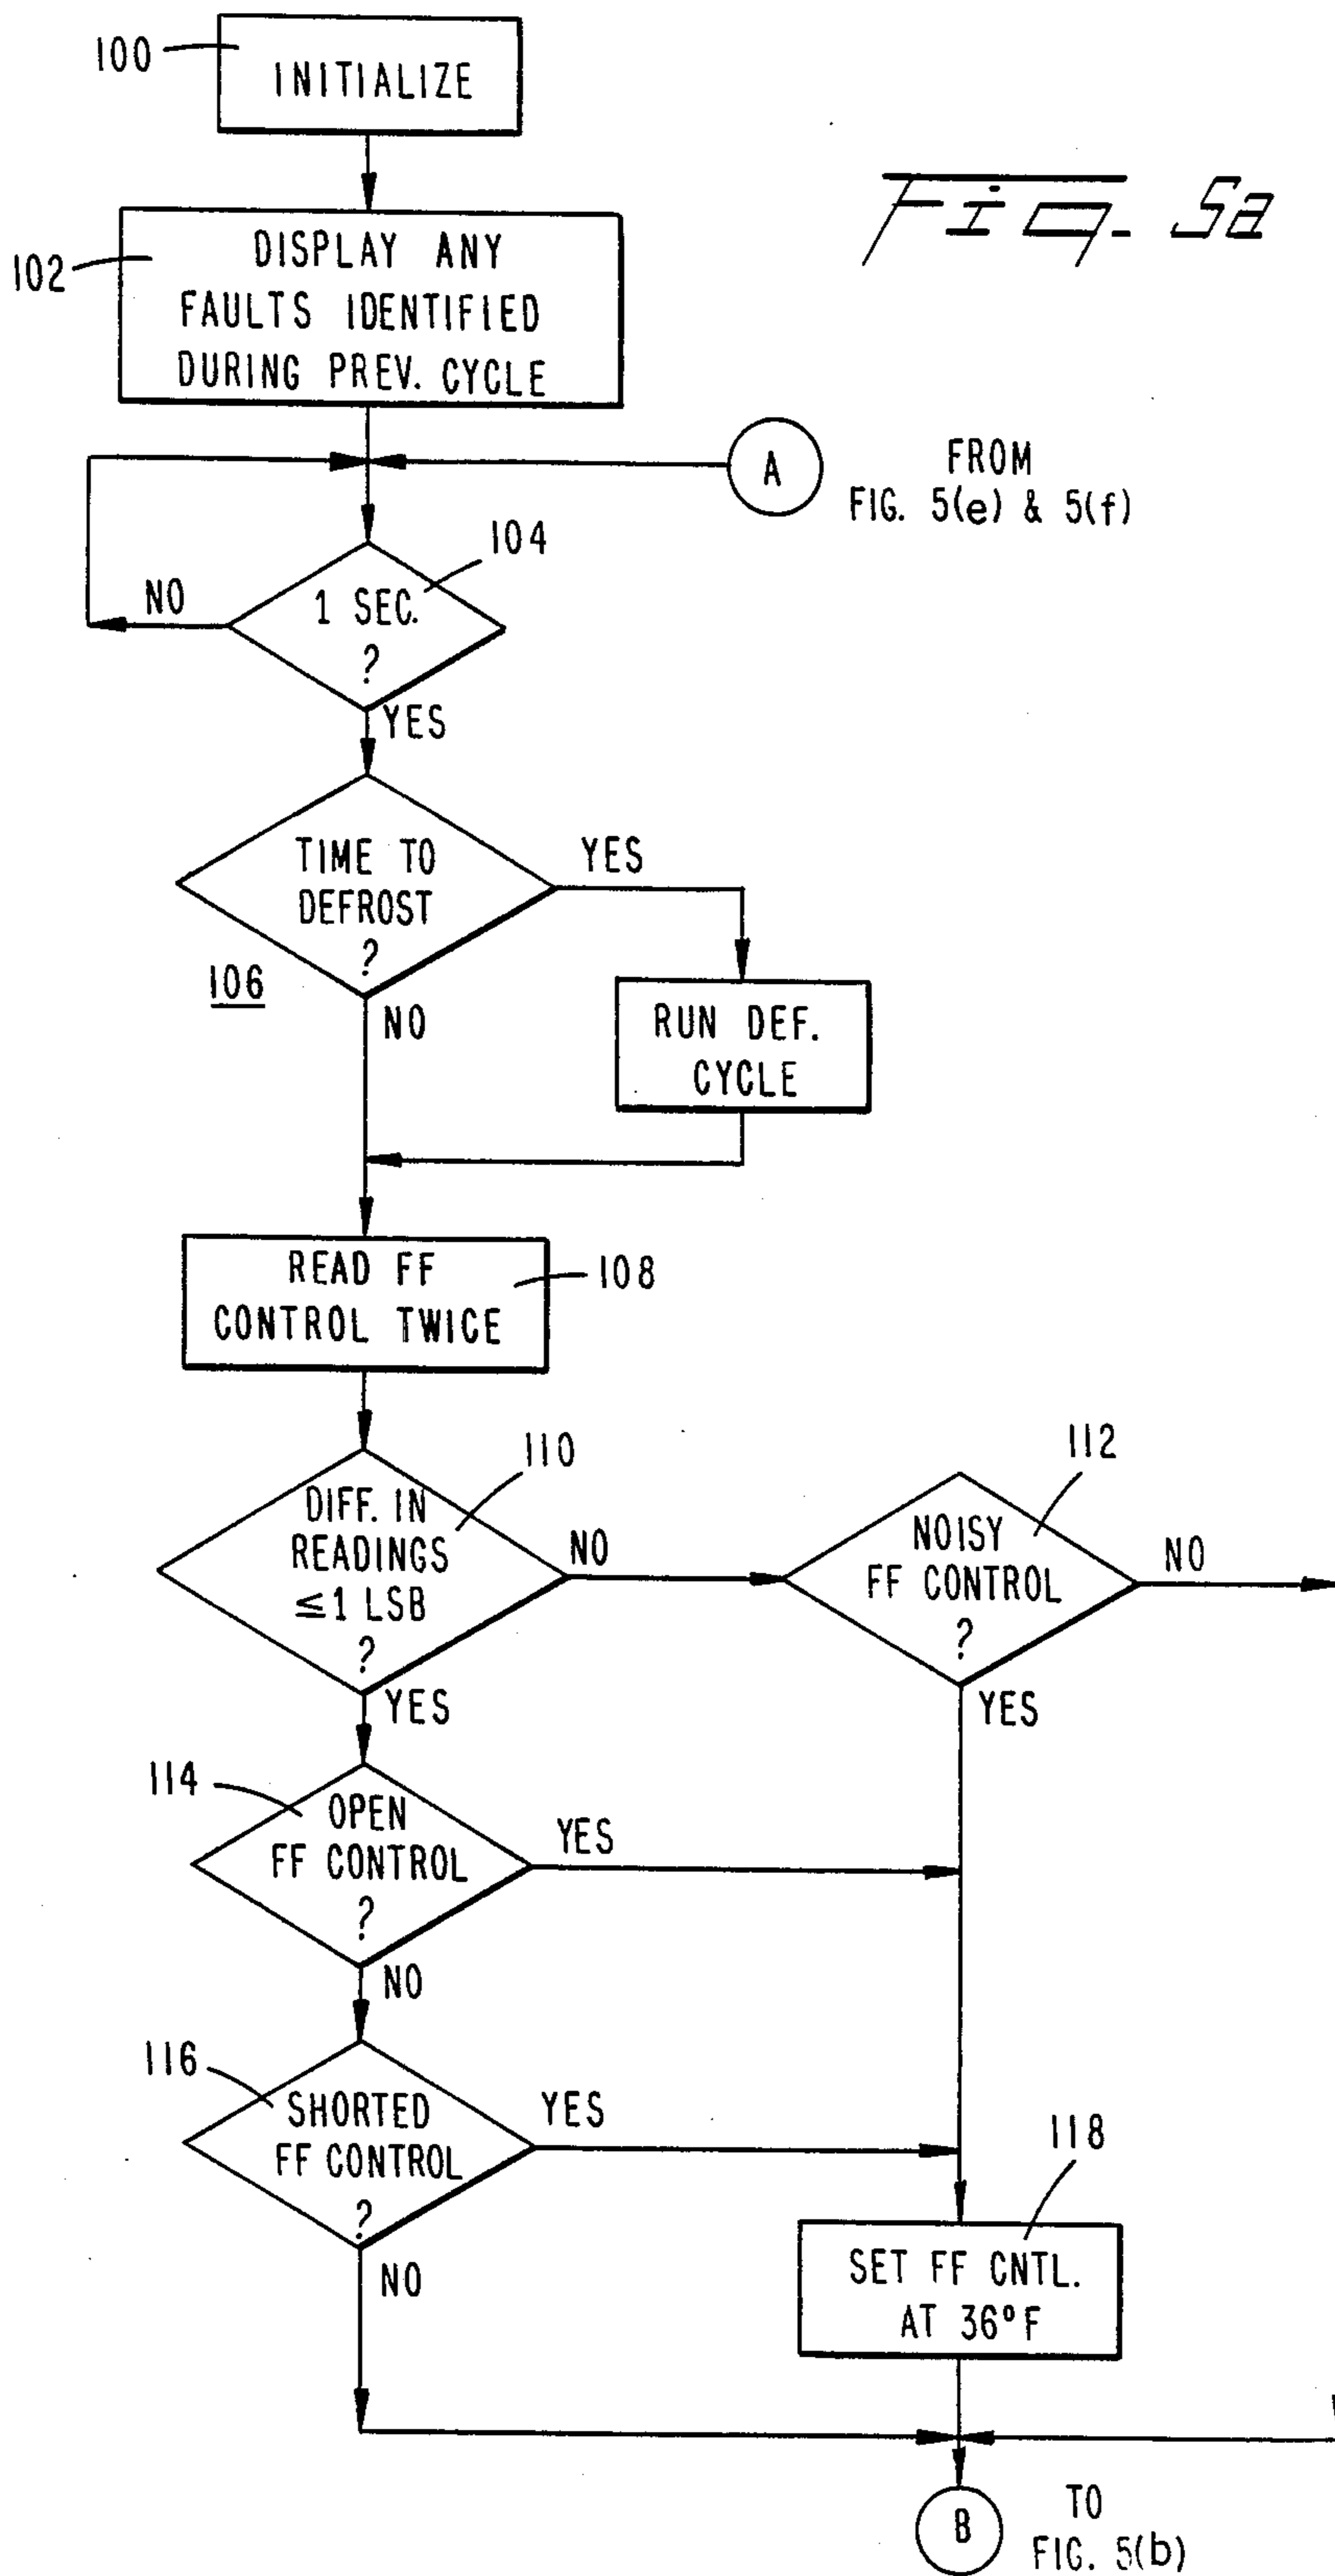 100
INITIALIZE
Fig. 5a
102
DISPLAY ANY
FAULTS IDENTIFIED
DURING PREV. CYCLE
A
FROM
FIG. 5(e) & 5(f)
104
NO
1 SEC.
?
YES
TIME TO
DEFROST
?
YES
106
NO
RUN DEF.
CYCLE
READ FF
CONTROL TWICE
108
110
DIFF. IN
READINGS
≤1 LSB
?
NO
YES
112
NOISY
FF CONTROL
?
NO
YES
114
OPEN
FF CONTROL
?
YES
NO
116
SHORTED
FF CONTROL
?
YES
NO
118
SET FF CNTL.
AT 36°F
B
TO
FIG. 5(b)